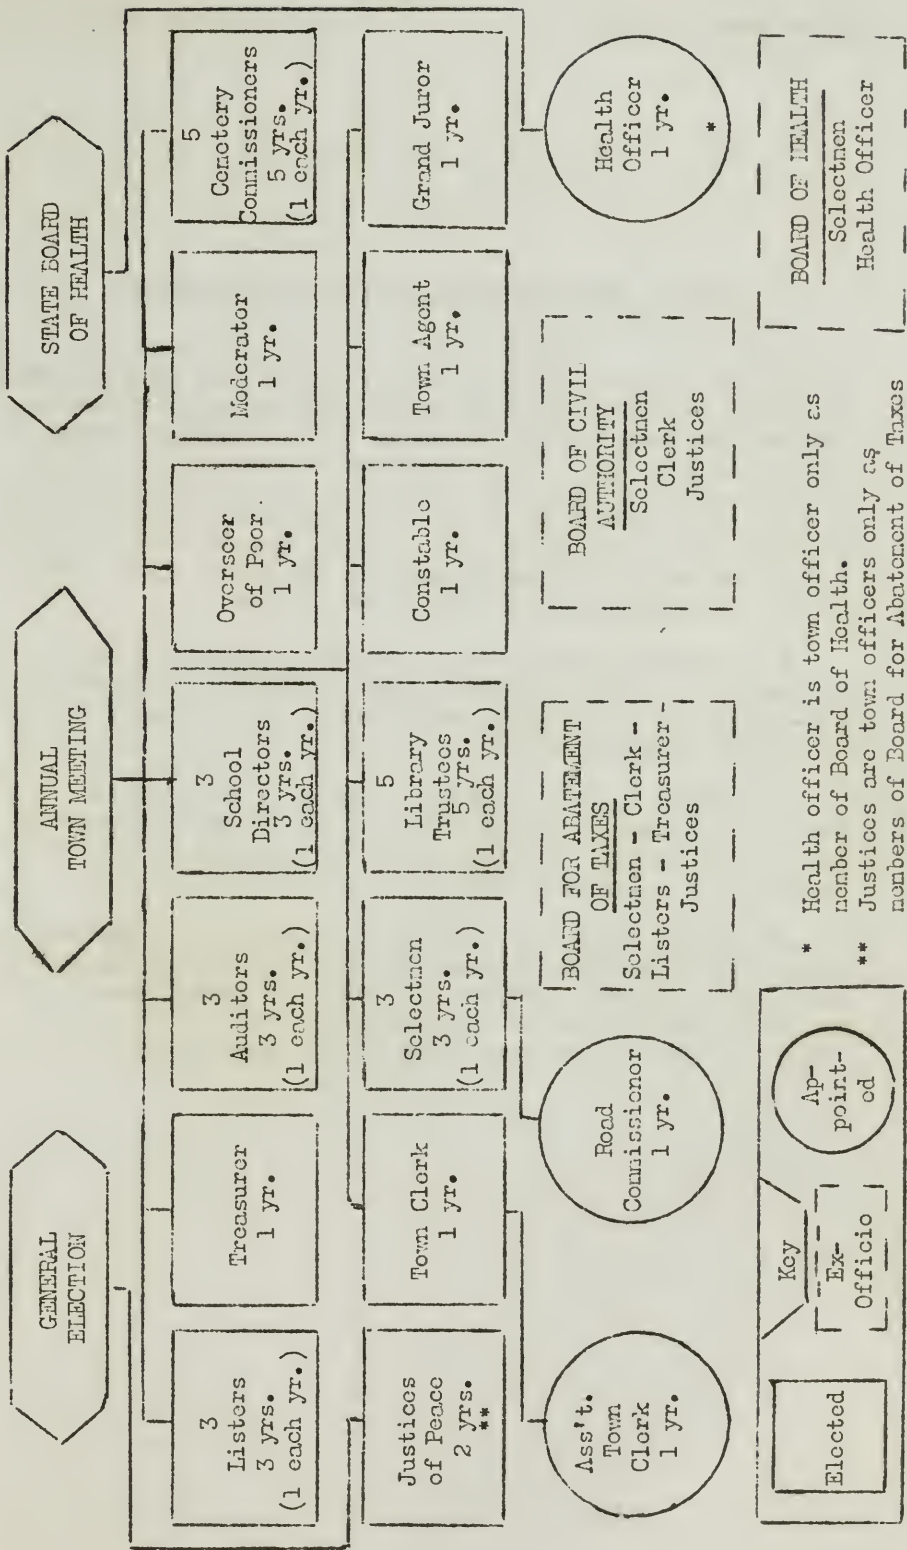 GENERAL
ELECTION
ANNUAL
TOWN MEETING
STATE BOARD
OF HEALTH
3
Listers
3 yrs.
(1 each yr.)
Treasurer
1 yr.
3
Auditors
3 yrs.
(1 each yr.)
3
School
Directors
3 yrs.
(1 each yr.)
Overseer
of Poor
1 yr.
Moderator
1 yr.
5
Cemetery
Commissioners
5 yrs.
(1 each yr.)
Justices
of Peace
2 yrs.
**
Town Clerk
1 yr.
3
Selectmen
3 yrs.
(1 each yr.)
5
Library
Trustees
5 yrs.
(1 each yr.)
Constable
1 yr.
Town Agent
1 yr.
Grand Juror
1 yr.
Ass't.
Town
Clerk
1 yr.
Road
Commissioner
1 yr.
BOARD FOR ABATEMENT
OF TAXES
Selectmen - Clerk -
Listers - Treasurer -
Justices
BOARD OF CIVIL
AUTHORITY
Selectmen
Clerk
Justices
Health
Officer
1 yr.
*
Key
Elected
Ex-
Officio
Ap-
point-
ed
* Health officer is town officer only as
member of Board of Health.
** Justices are town officers only as
members of Board for Abatement of Taxes
BOARD OF HEALTH
Selectmen
Health Officer